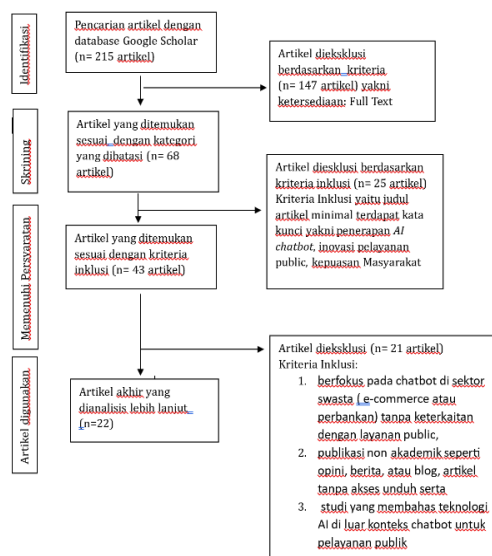 Identifikasi
Pencarian artikel dengan
database Google Scholar
(n= 215 artikel)
Artikel dieksklusi
berdasarkan kriteria
(n= 147 artikel) yakni
ketersediaan: Full Text
Skrining
Artikel yang ditemukan
sesuai dengan kategori
yang dibatasi (n= 68
artikel)
Artikel diesklusi berdasarkan
kriteria inklusi (n= 25 artikel)
Kriteria Inklusi yaitu judul
artikel minimal terdapat kata
kunci yakni penerapan AI
chatbot, inovasi pelayanan
public, kepuasan Masyarakat
Memenuhi Persyaratan
Artikel yang ditemukan
sesuai dengan kriteria
inklusi (n= 43 artikel)
Artikel dieksklusi (n= 21 artikel)
Kriteria Inklusi:
1. berfokus pada chatbot di sektor
swasta ( e-commerce atau
perbankan) tanpa keterkaitan
dengan layanan public,
2. publikasi non akademik seperti
opini, berita, atau blog, artikel
tanpa akses unduh serta
3. studi yang membahas teknologi
AI di luar konteks chatbot untuk
pelayanan publik
Artikel digunakan
Artikel akhir yang
dianalisis lebih lanjut
(n=22)